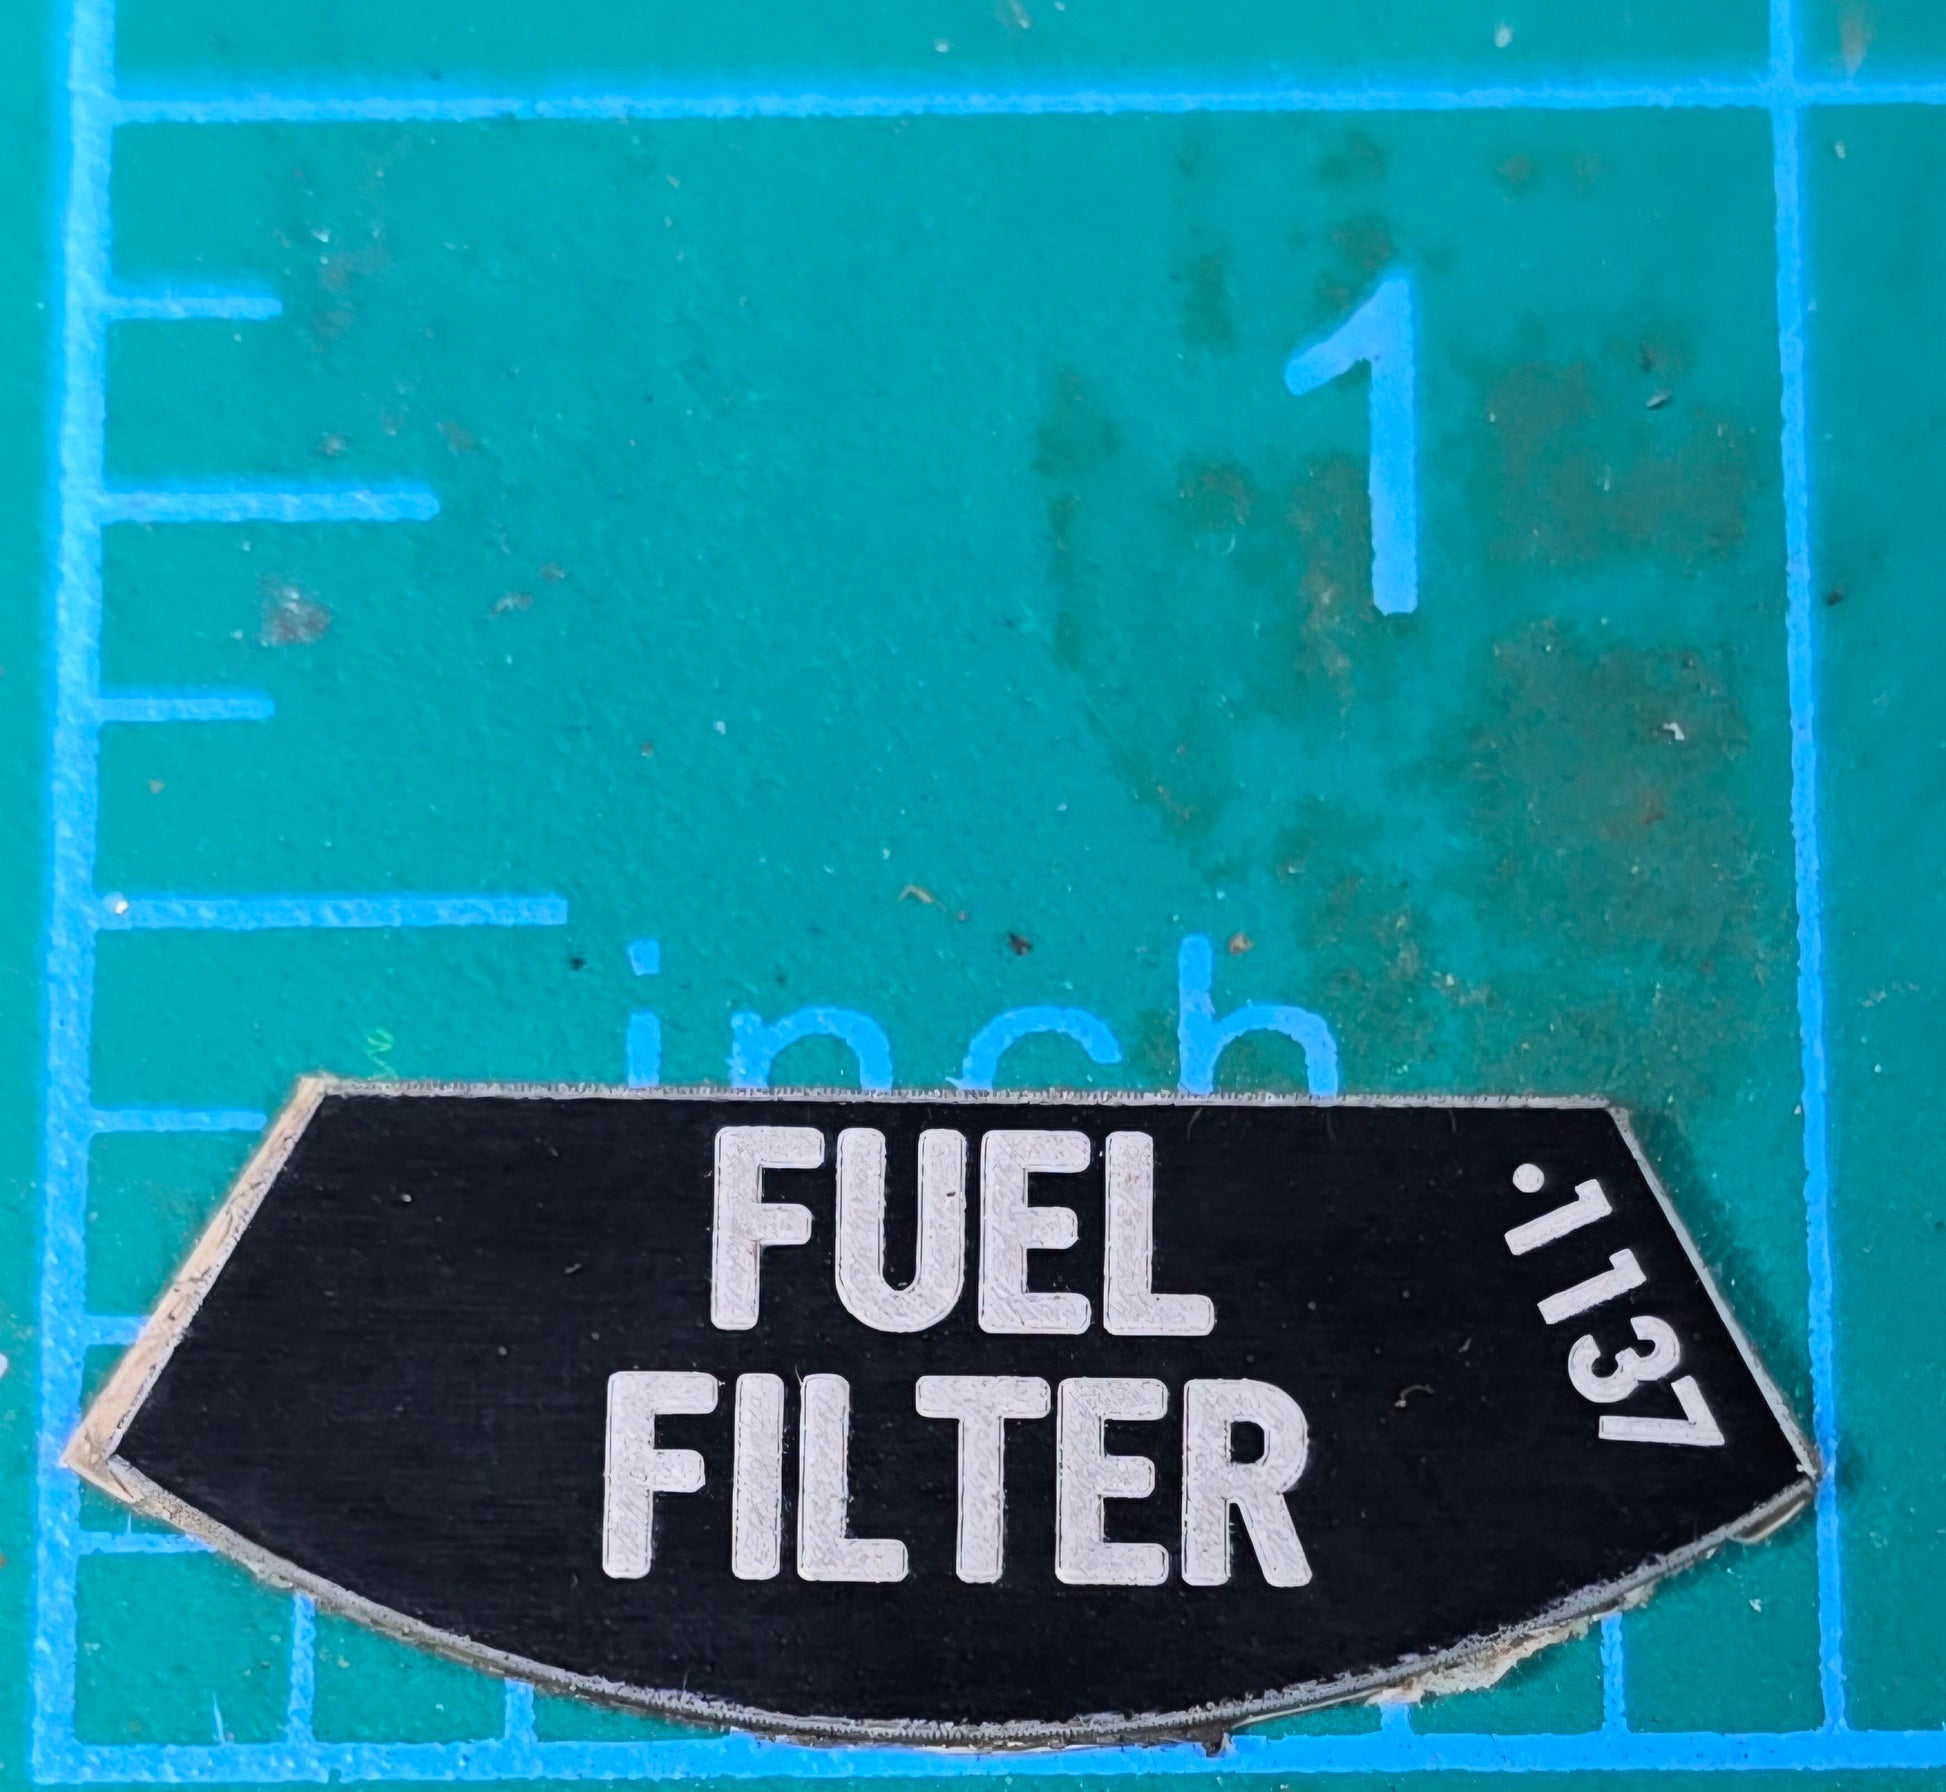 1
inch
FUEL
FILTER
.1137